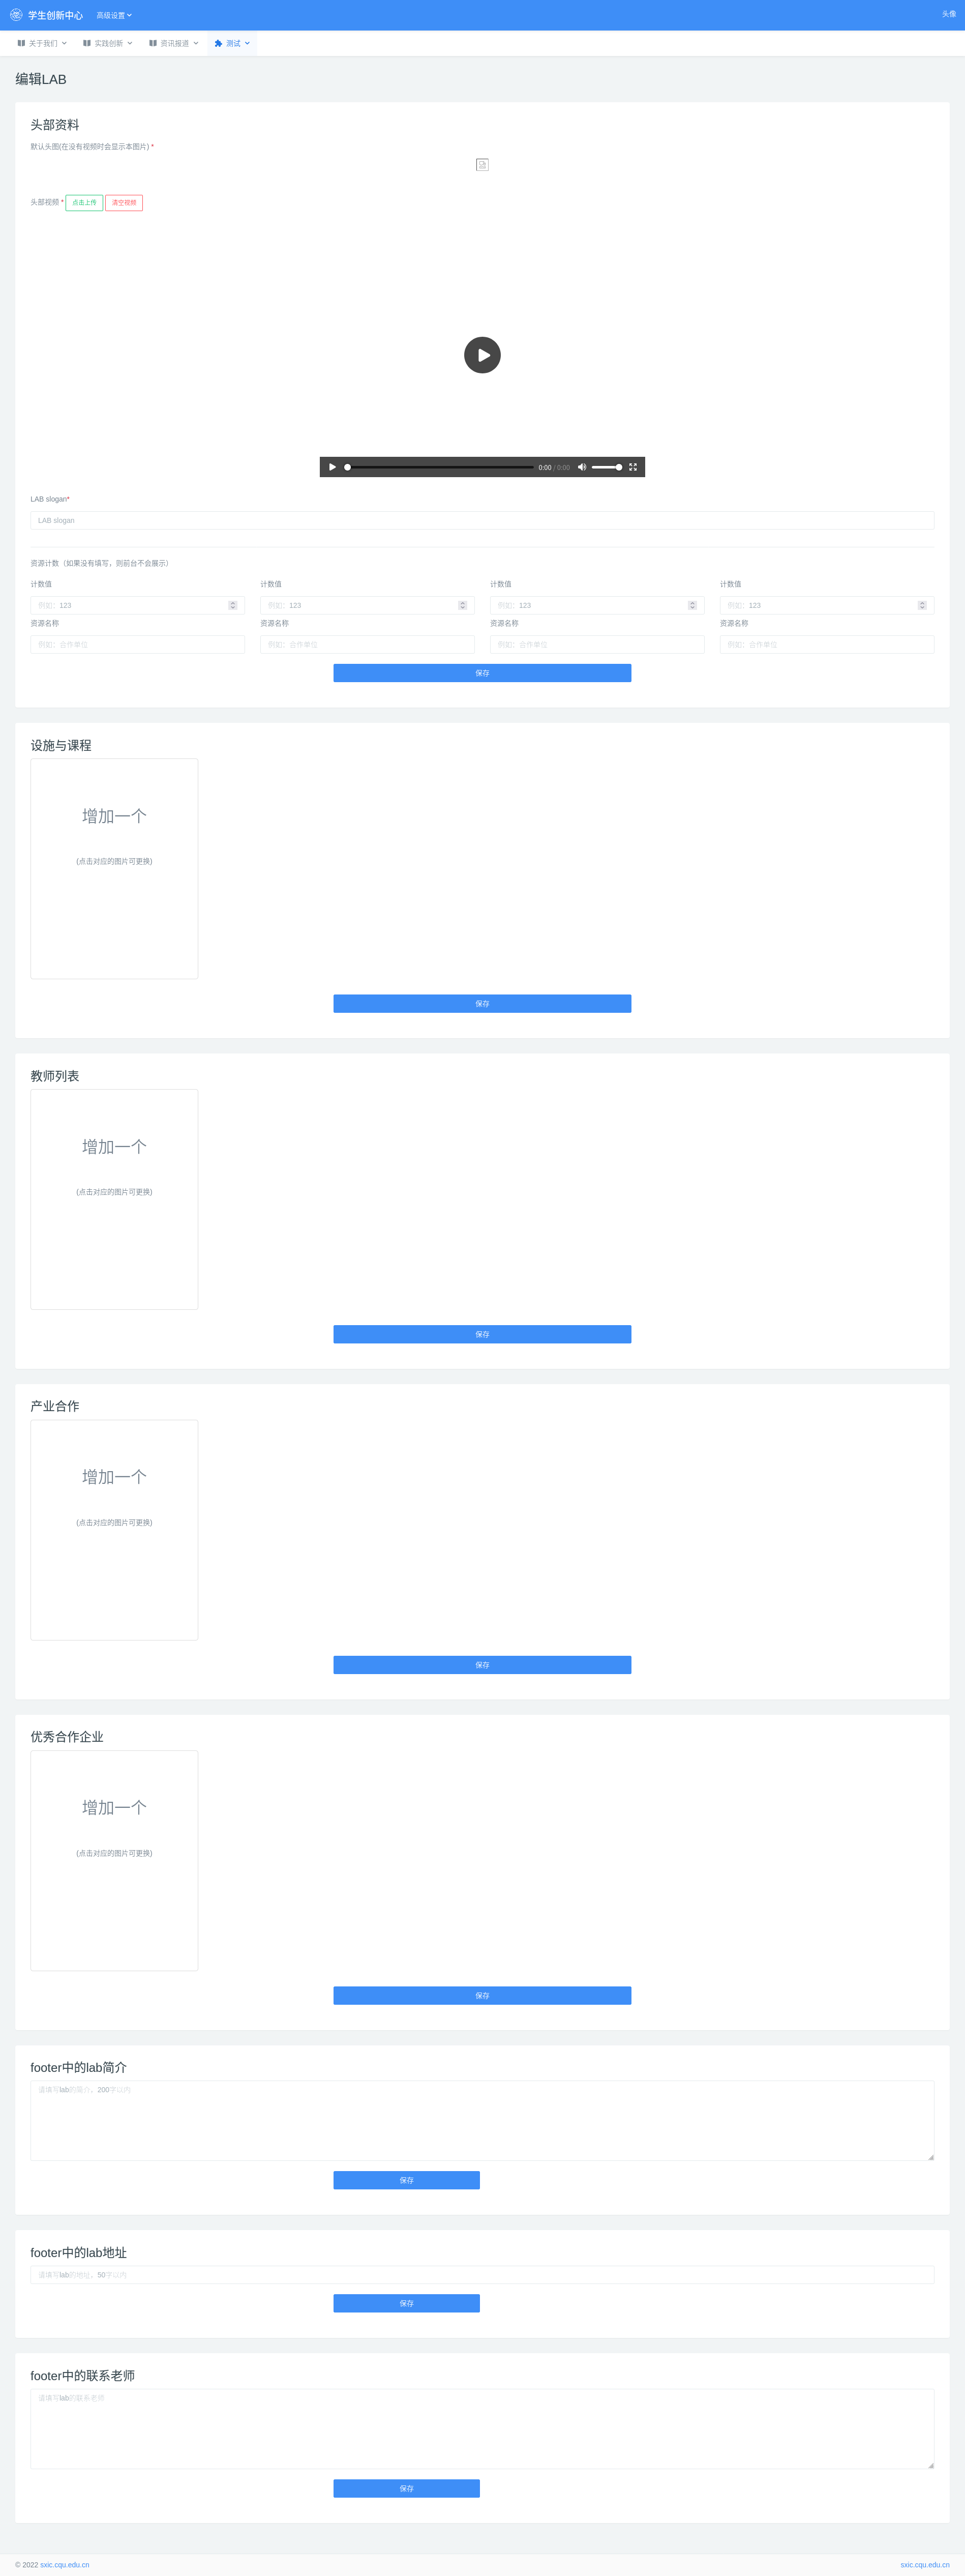 学生创新中心 高级设置 头像
关于我们 实践创新 资讯报道 测试
编辑LAB
头部资料
默认头图(在没有视频时会显示本图片) *
头部视频 * 点击上传 清空视频
0:00 / 0:00
LAB slogan*
LAB slogan
资源计数（如果没有填写，则前台不会展示）
计数值 计数值 计数值 计数值
例如：123 例如：123 例如：123 例如：123
资源名称 资源名称 资源名称 资源名称
例如：合作单位 例如：合作单位 例如：合作单位 例如：合作单位
保存
设施与课程
增加一个
(点击对应的图片可更换)
保存
教师列表
增加一个
(点击对应的图片可更换)
保存
产业合作
增加一个
(点击对应的图片可更换)
保存
优秀合作企业
增加一个
(点击对应的图片可更换)
保存
footer中的lab简介
请填写lab的简介，200字以内
保存
footer中的lab地址
请填写lab的地址，50字以内
保存
footer中的联系老师
请填写lab的联系老师
保存
© 2022 sxic.cqu.edu.cn sxic.cqu.edu.cn